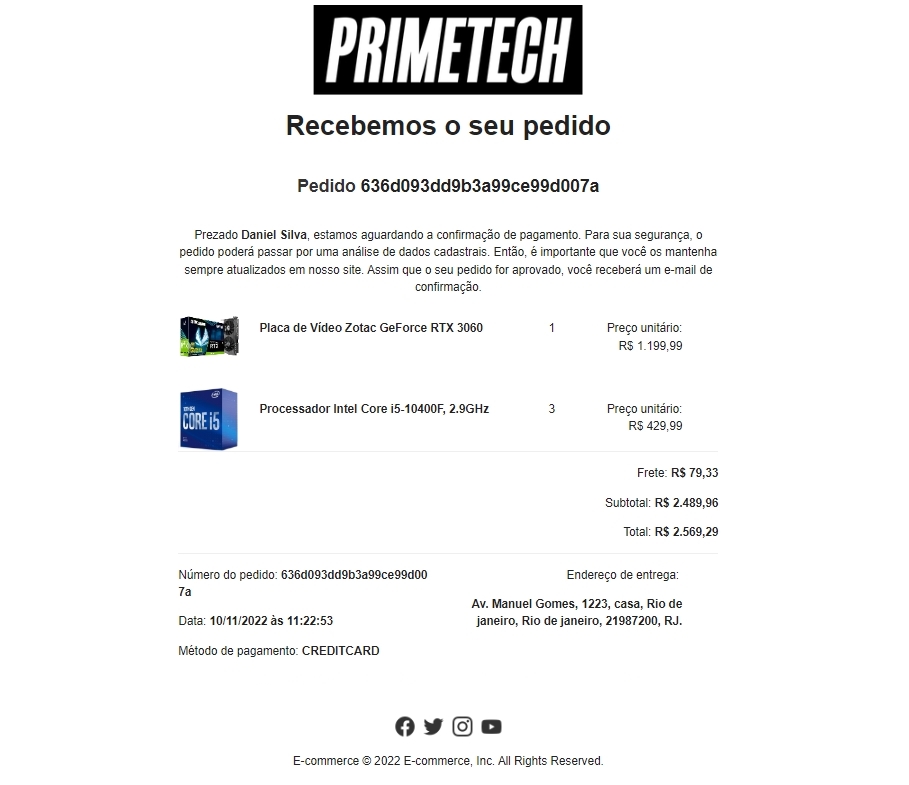 PRIMETECH
Recebemos o seu pedido
Pedido 636d093dd9b3a99ce99d007a
Prezado Daniel Silva, estamos aguardando a confirmação de pagamento. Para sua segurança, o
pedido poderá passar por uma análise de dados cadastrais. Então, é importante que você os mantenha
sempre atualizados em nosso site. Assim que o seu pedido for aprovado, você receberá um e-mail de
confirmação.
Placa de Vídeo Zotac GeForce RTX 3060 1 Preço unitário:
R$ 1.199,99
CORE i5
Processador Intel Core i5-10400F, 2.9GHz 3 Preço unitário:
R$ 429,99
Frete: R$ 79,33
Subtotal: R$ 2.489,96
Total: R$ 2.569,29
Número do pedido: 636d093dd9b3a99ce99d00
7a
Data: 10/11/2022 às 11:22:53
Método de pagamento: CREDITCARD
Endereço de entrega:
Av. Manuel Gomes, 1223, casa, Rio de
janeiro, Rio de janeiro, 21987200, RJ.
E-commerce © 2022 E-commerce, Inc. All Rights Reserved.